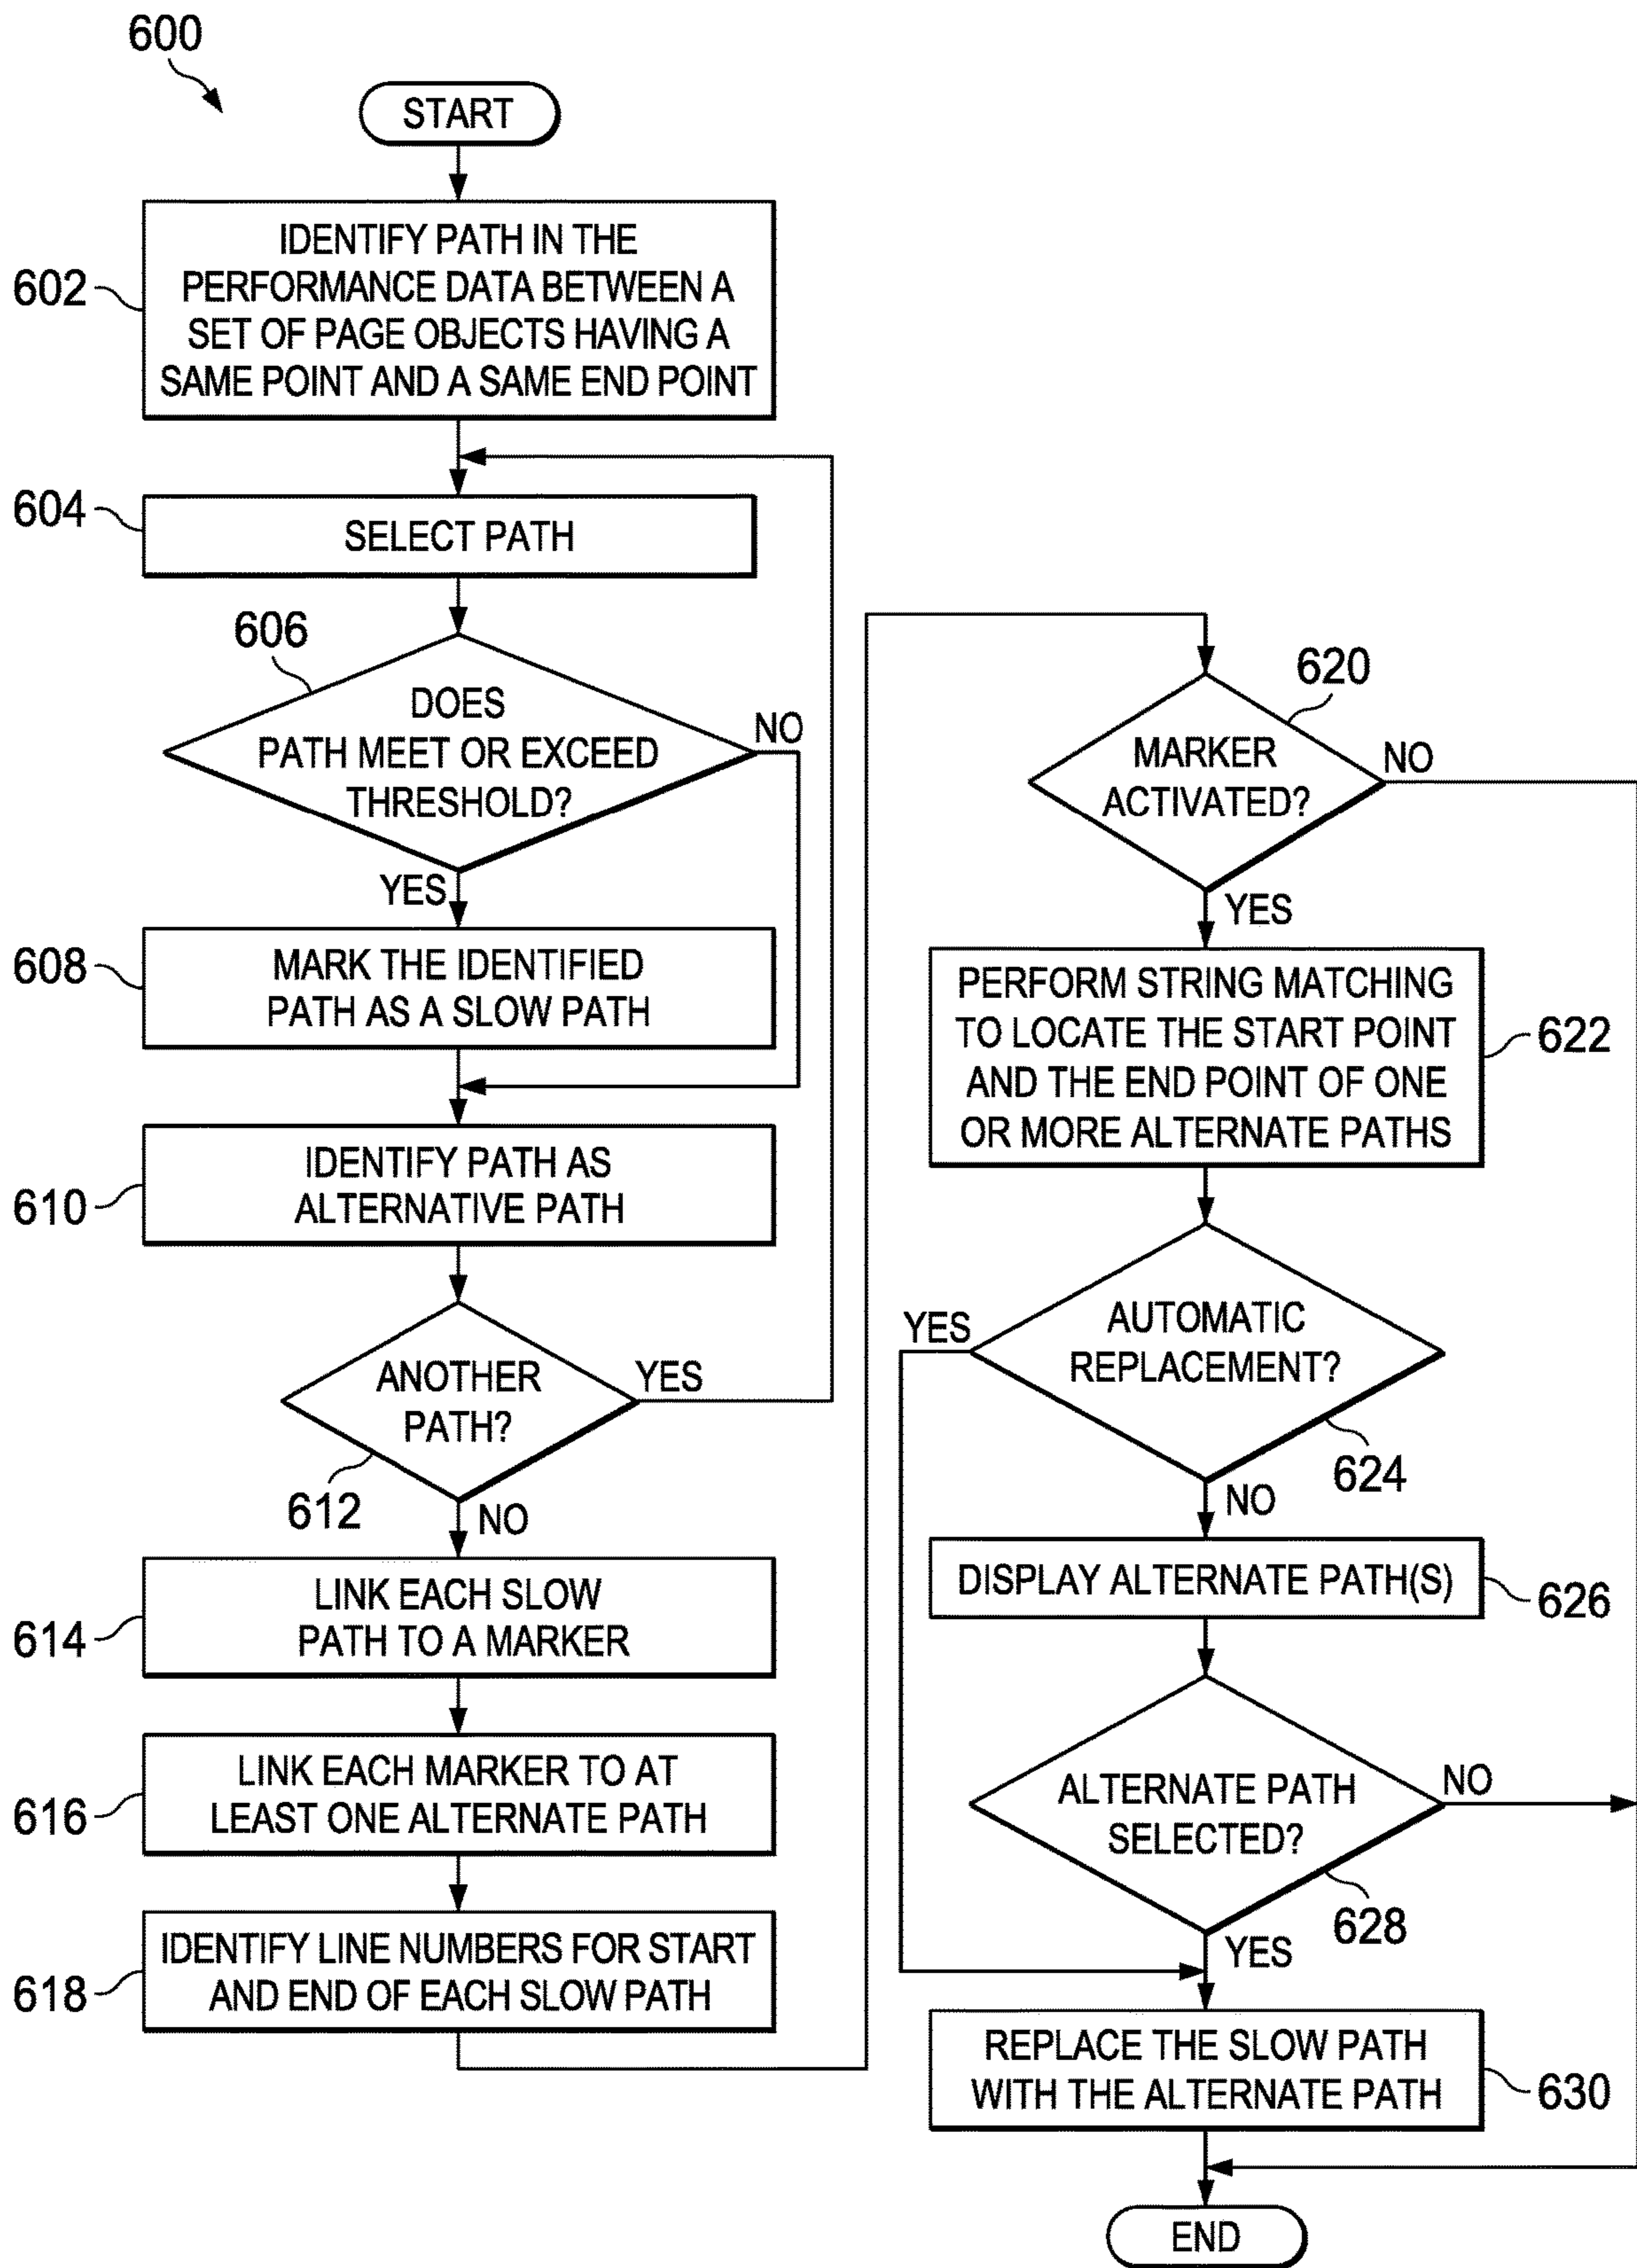 600
START
602
IDENTIFY PATH IN THE
PERFORMANCE DATA BETWEEN A
SET OF PAGE OBJECTS HAVING A
SAME POINT AND A SAME END POINT
604
SELECT PATH
606
DOES
PATH MEET OR EXCEED
THRESHOLD?
NO
YES
608
MARK THE IDENTIFIED
PATH AS A SLOW PATH
610
IDENTIFY PATH AS
ALTERNATIVE PATH
ANOTHER
PATH?
YES
612
NO
614
LINK EACH SLOW
PATH TO A MARKER
616
LINK EACH MARKER TO AT
LEAST ONE ALTERNATE PATH
618
IDENTIFY LINE NUMBERS FOR START
AND END OF EACH SLOW PATH
620
MARKER
ACTIVATED?
NO
YES
PERFORM STRING MATCHING
TO LOCATE THE START POINT
AND THE END POINT OF ONE
OR MORE ALTERNATE PATHS
622
YES
AUTOMATIC
REPLACEMENT?
624
NO
DISPLAY ALTERNATE PATH(S)
626
ALTERNATE PATH
SELECTED?
NO
628
YES
REPLACE THE SLOW PATH
WITH THE ALTERNATE PATH
630
END